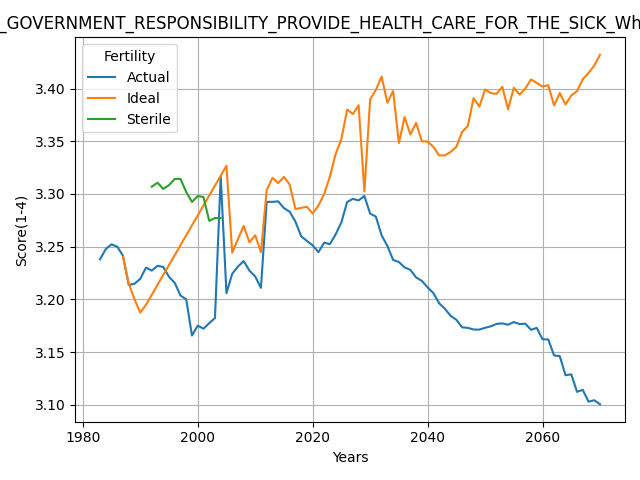 _GOVERNMENT_RESPONSIBILITY_PROVIDE_HEALTH_CARE_FOR_THE_SICK_Wh
Fertility
Actual
Ideal
Sterile
Score(1-4)
3.40
3.35
3.30
3.25
3.20
3.15
3.10
1980 2000 2020 2040 2060
Years